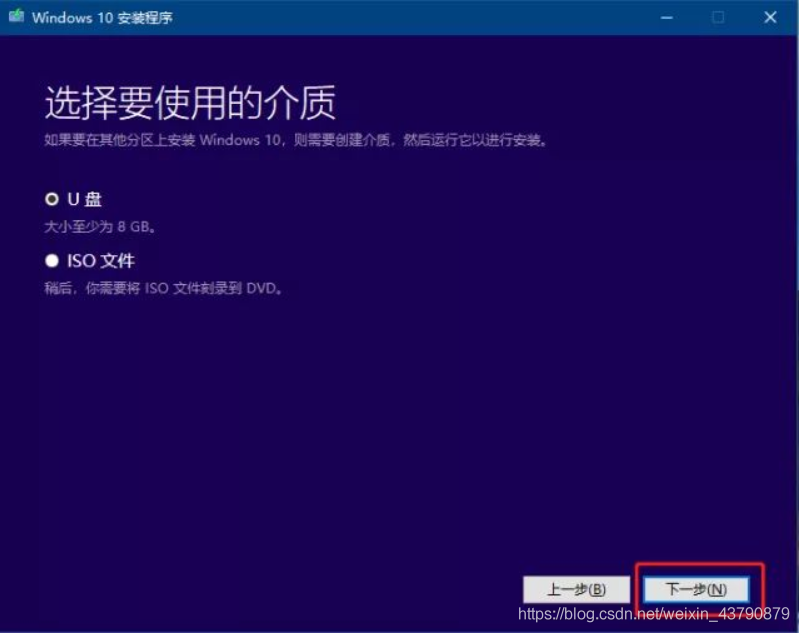 Windows 10 安装程序
选择要使用的介质
如果要在其他分区上安装 Windows 10，则需要创建介质，然后运行它以进行安装。
U 盘
大小至少为 8 GB。
ISO 文件
稍后，你需要将 ISO 文件刻录到 DVD。
上一步(B) 下一步(N)
https://blog.csdn.net/weixin_43790879